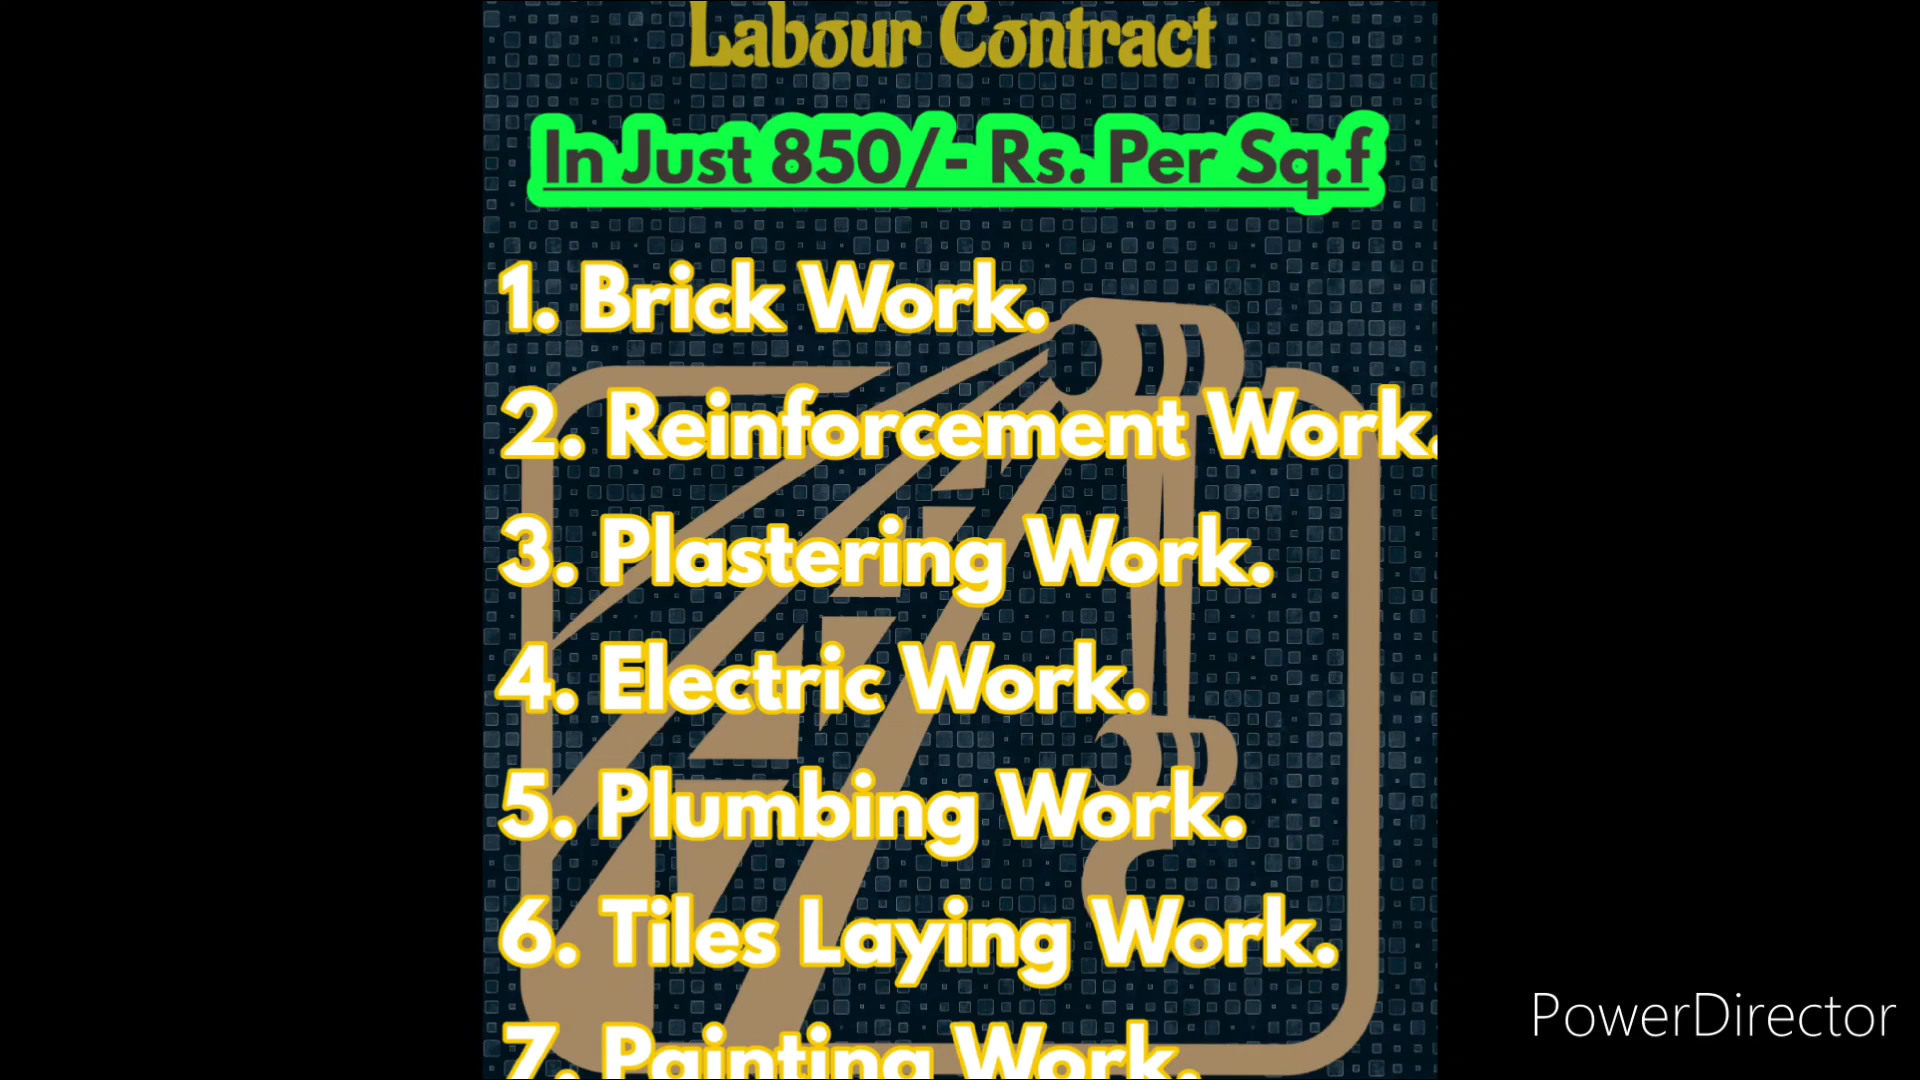 Labour Contract
In Just 850/- Rs. Per Sq.f
1. Brick Work.
2. Reinforcement Work.
3. Plastering Work.
4. Electric Work.
5. Plumbing Work.
6. Tiles Laying Work.
7. Painting Work.
PowerDirector